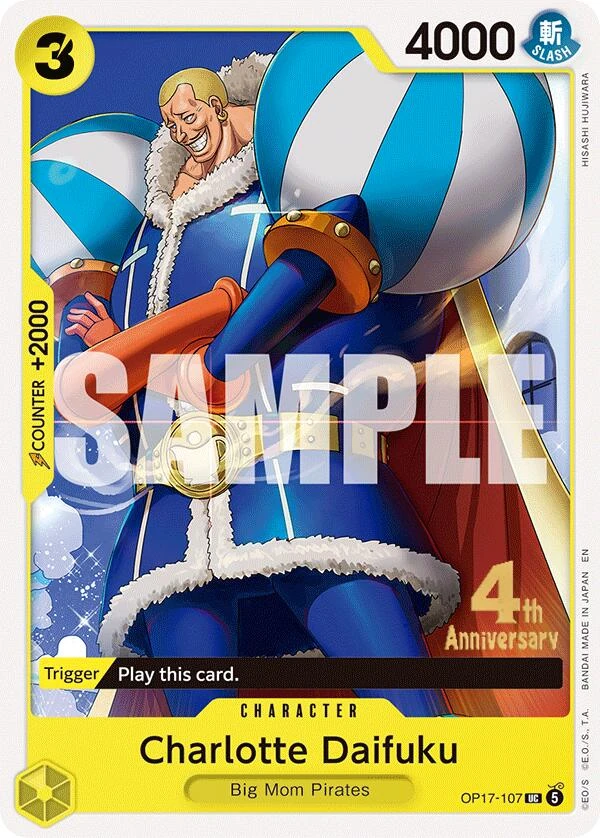 3
4000
斬
SLASH
HISASHI HUJIWARA
COUNTER +2000
SAMPLE
4th
Anniversary
BANDAI MADE IN JAPAN EN
©E.O./S., T.A.
©EO/S
Trigger Play this card.
CHARACTER
Charlotte Daifuku
Big Mom Pirates
OP17-107 UC 5